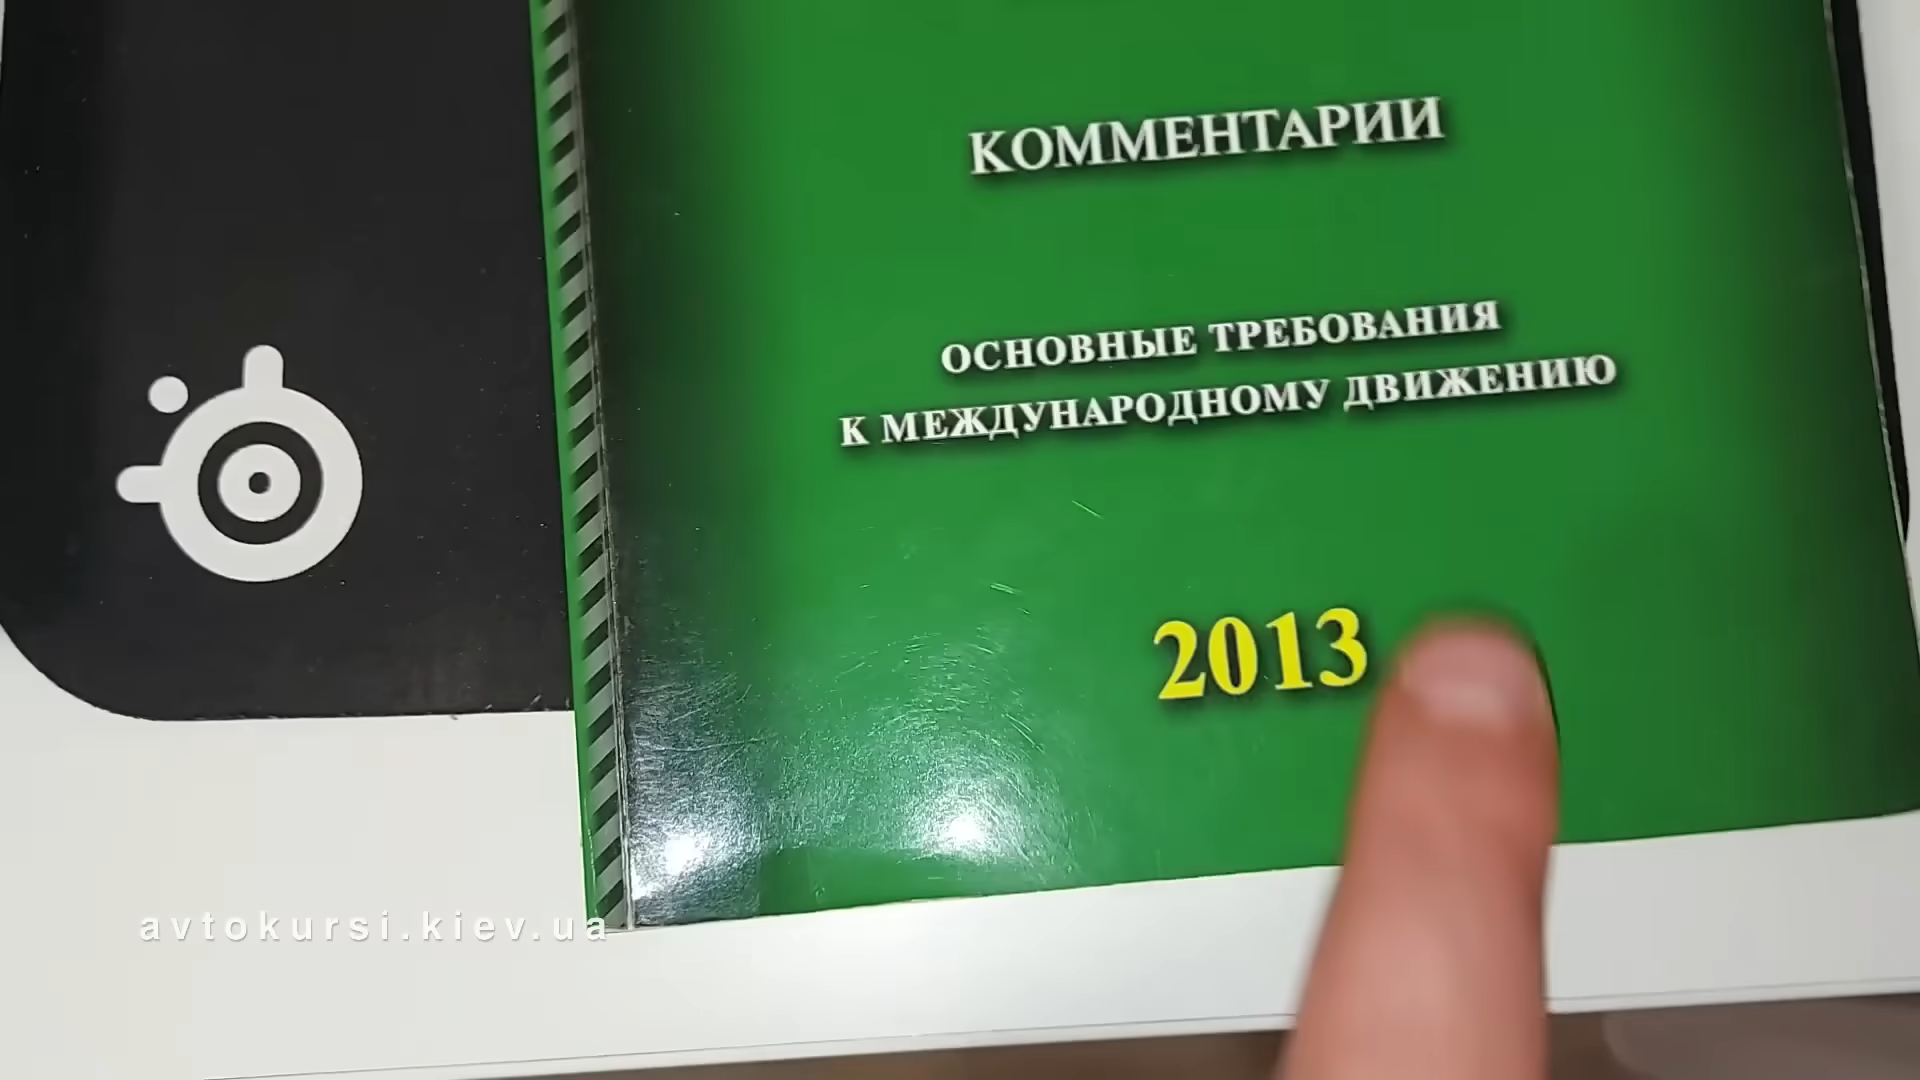 КОММЕНТАРИИ
ОСНОВНЫЕ ТРЕБОВАНИЯ
К МЕЖДУНАРОДНОМУ ДВИЖЕНИЮ
2013
avtokursi.kiev.ua